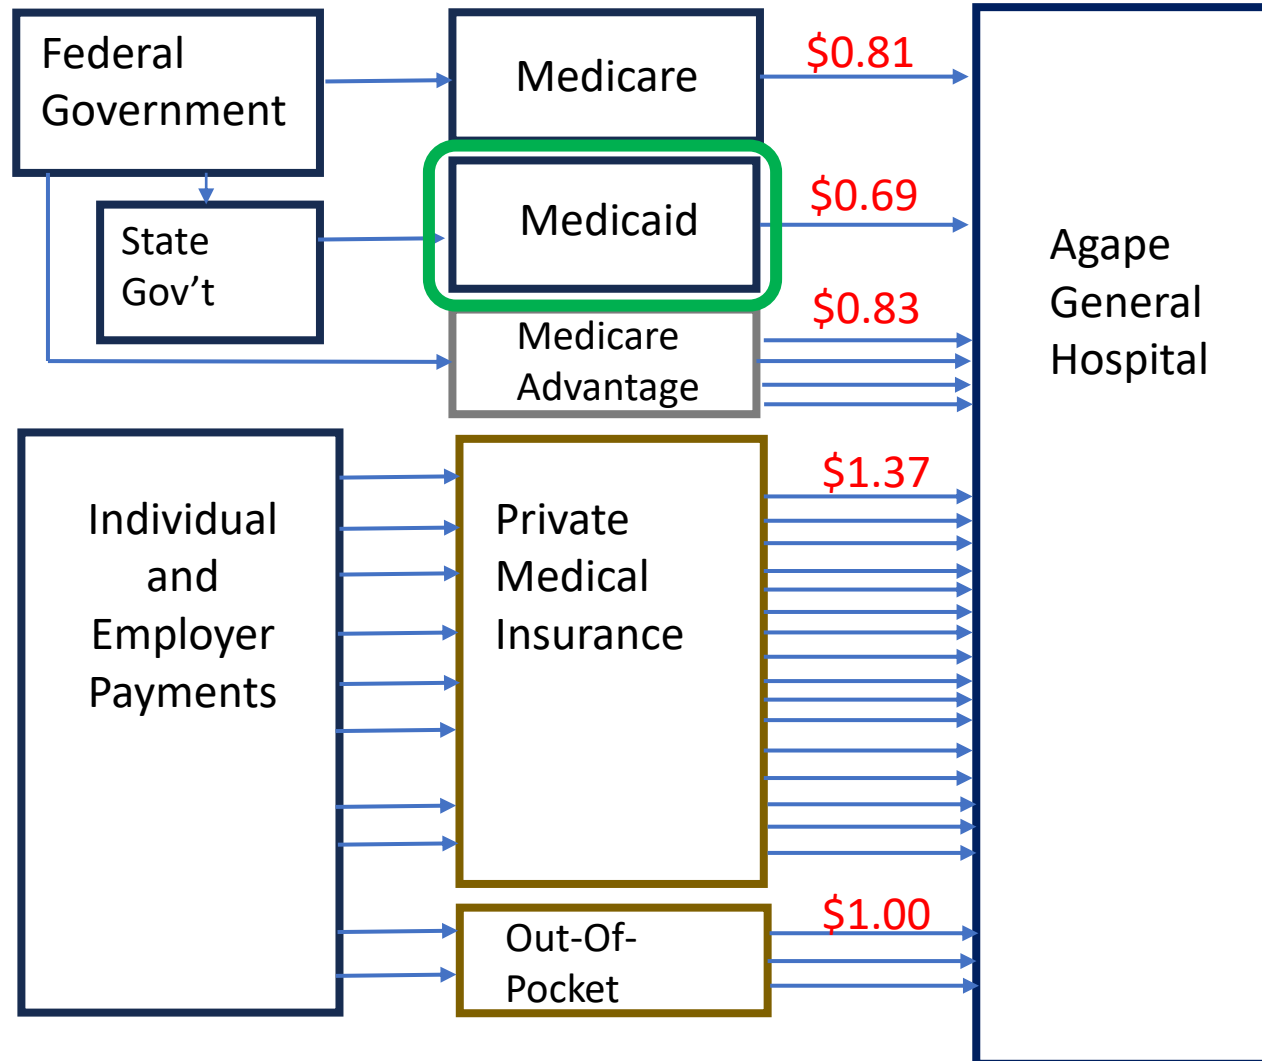 Federal
Government
Medicare
$0.81
Medicaid
$0.69
State
Gov’t
Medicare
Advantage
$0.83
Agape
General
Hospital
Individual
and
Employer
Payments
Private
Medical
Insurance
$1.37
Out-Of-
Pocket
$1.00